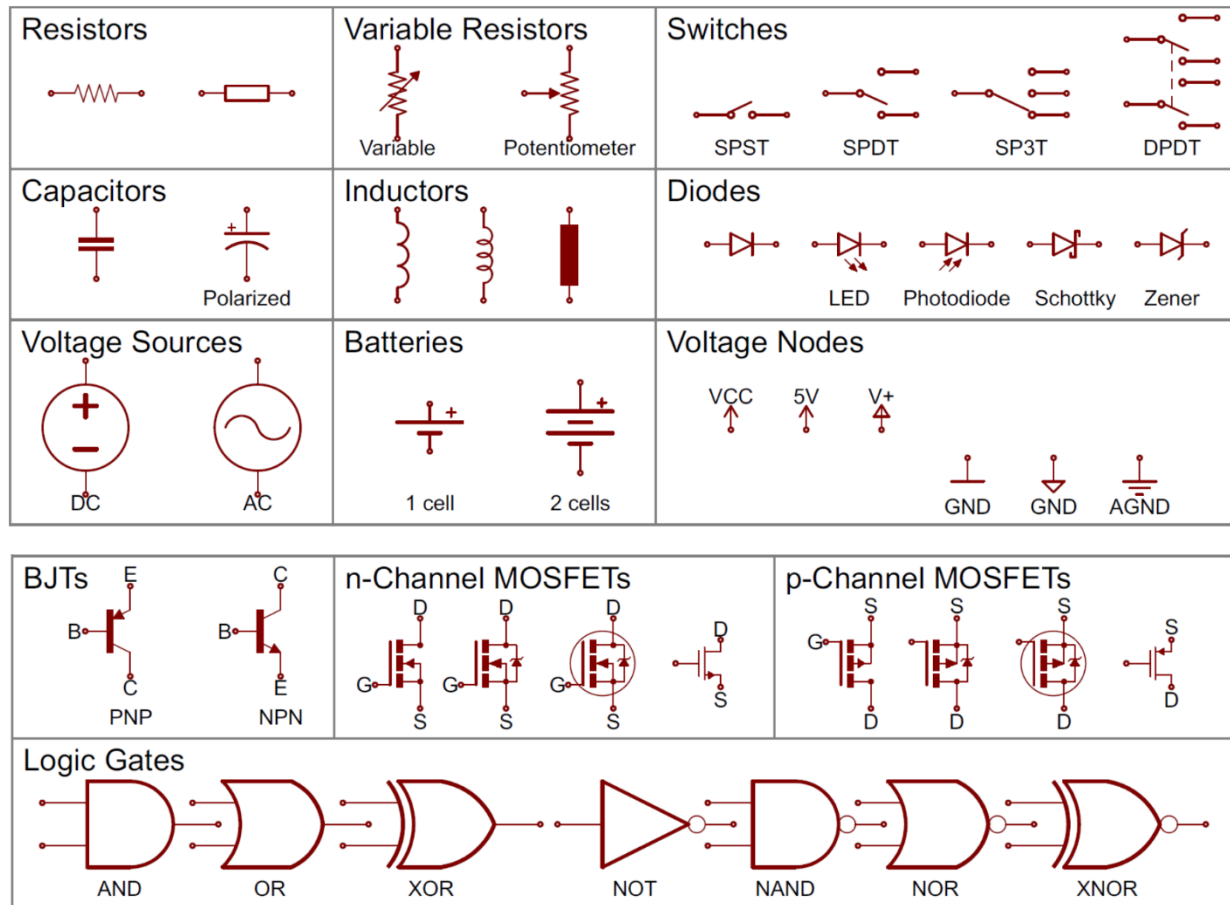 Resistors
Variable Resistors
Variable
Potentiometer
Switches
SPST
SPDT
SP3T
DPDT
Capacitors
+
Polarized
Inductors
Diodes
LED
Photodiode
Schottky
Zener
Voltage Sources
+
−
DC
AC
Batteries
+
+
1 cell
2 cells
Voltage Nodes
VCC
5V
V+
GND
GND
AGND
BJTs
E
B
C
PNP
C
B
E
NPN
n-Channel MOSFETs
D
G
S
D
G
S
D
G
S
D
S
p-Channel MOSFETs
S
G
D
S
D
S
D
S
D
Logic Gates
AND
OR
XOR
NOT
NAND
NOR
XNOR